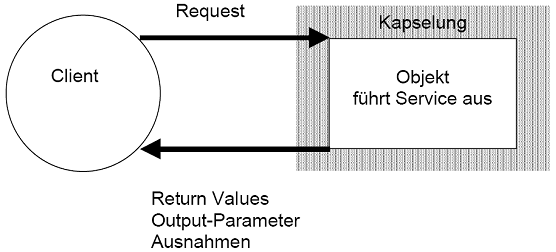 Request
Kapselung
Client
Objekt
führt Service aus
Return Values
Output-Parameter
Ausnahmen